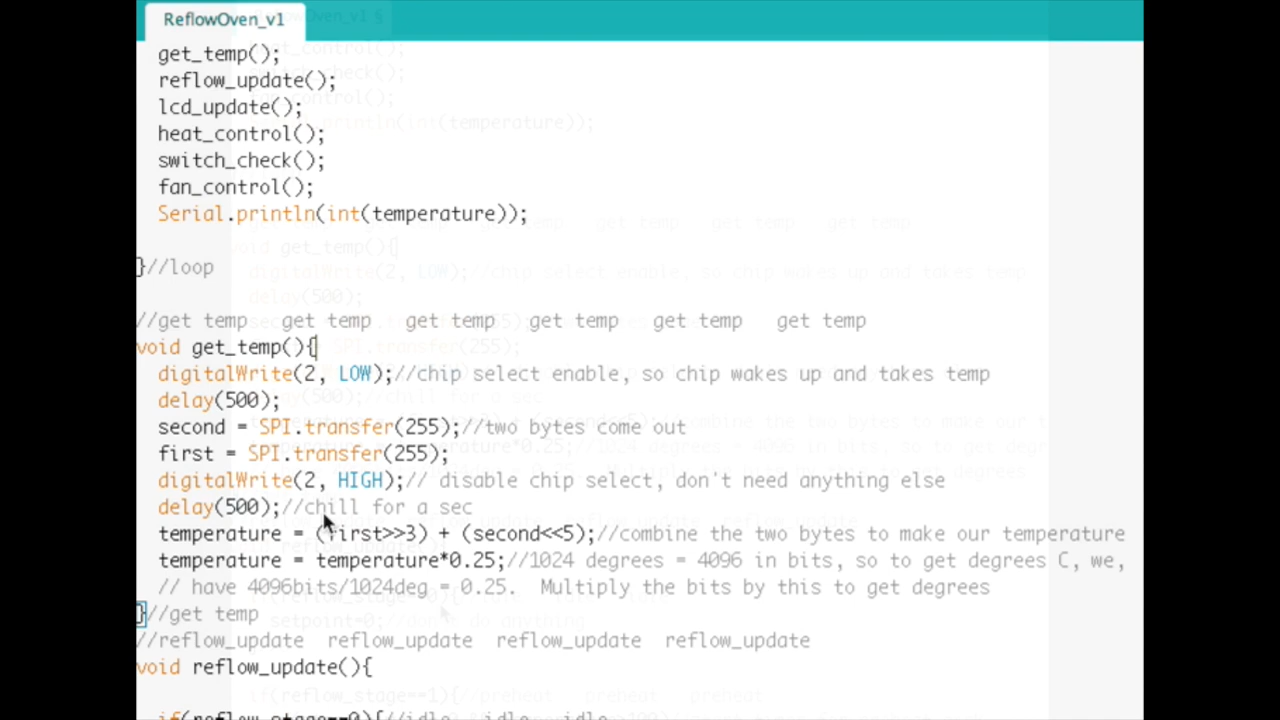 ReflowOven_v1
get_temp();
reflow_update();
lcd_update();
heat_control();
switch_check();
fan_control();
Serial.println(int(temperature));
}//loop
//get temp   get temp   get temp   get temp   get temp   get temp
void get_temp(){
digitalWrite(2, LOW);//chip select enable, so chip wakes up and takes temp
delay(500);
second = SPI.transfer(255);//two bytes come out
first = SPI.transfer(255);
digitalWrite(2, HIGH);// disable chip select, don't need anything else
delay(500);//chill for a sec
temperature = (first>>3) + (second<<5);//combine the two bytes to make our temperature
temperature = temperature*0.25;//1024 degrees = 4096 in bits, so to get degrees C, we,
// have 4096bits/1024deg = 0.25.  Multiply the bits by this to get degrees
}//get temp
//reflow_update  reflow_update  reflow_update  reflow_update
void reflow_update(){
if(reflow_stage==0){//idle   idle   idle